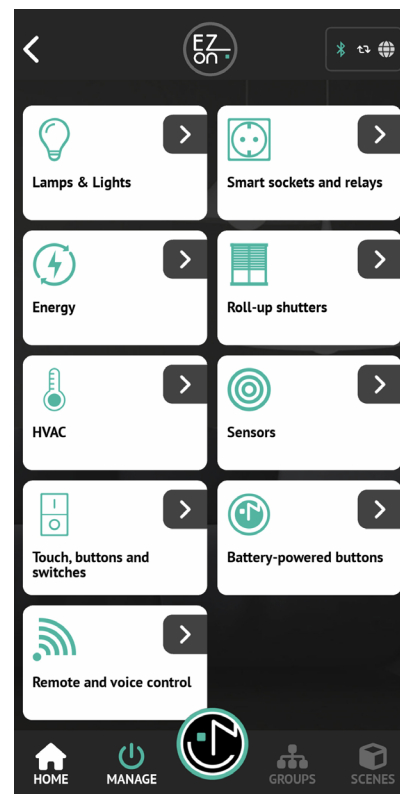 EZ
on
Lamps & Lights
Smart sockets and relays
Energy
Roll-up shutters
HVAC
Sensors
Touch, buttons and
switches
Battery-powered buttons
Remote and voice control
HOME
MANAGE
GROUPS
SCENES